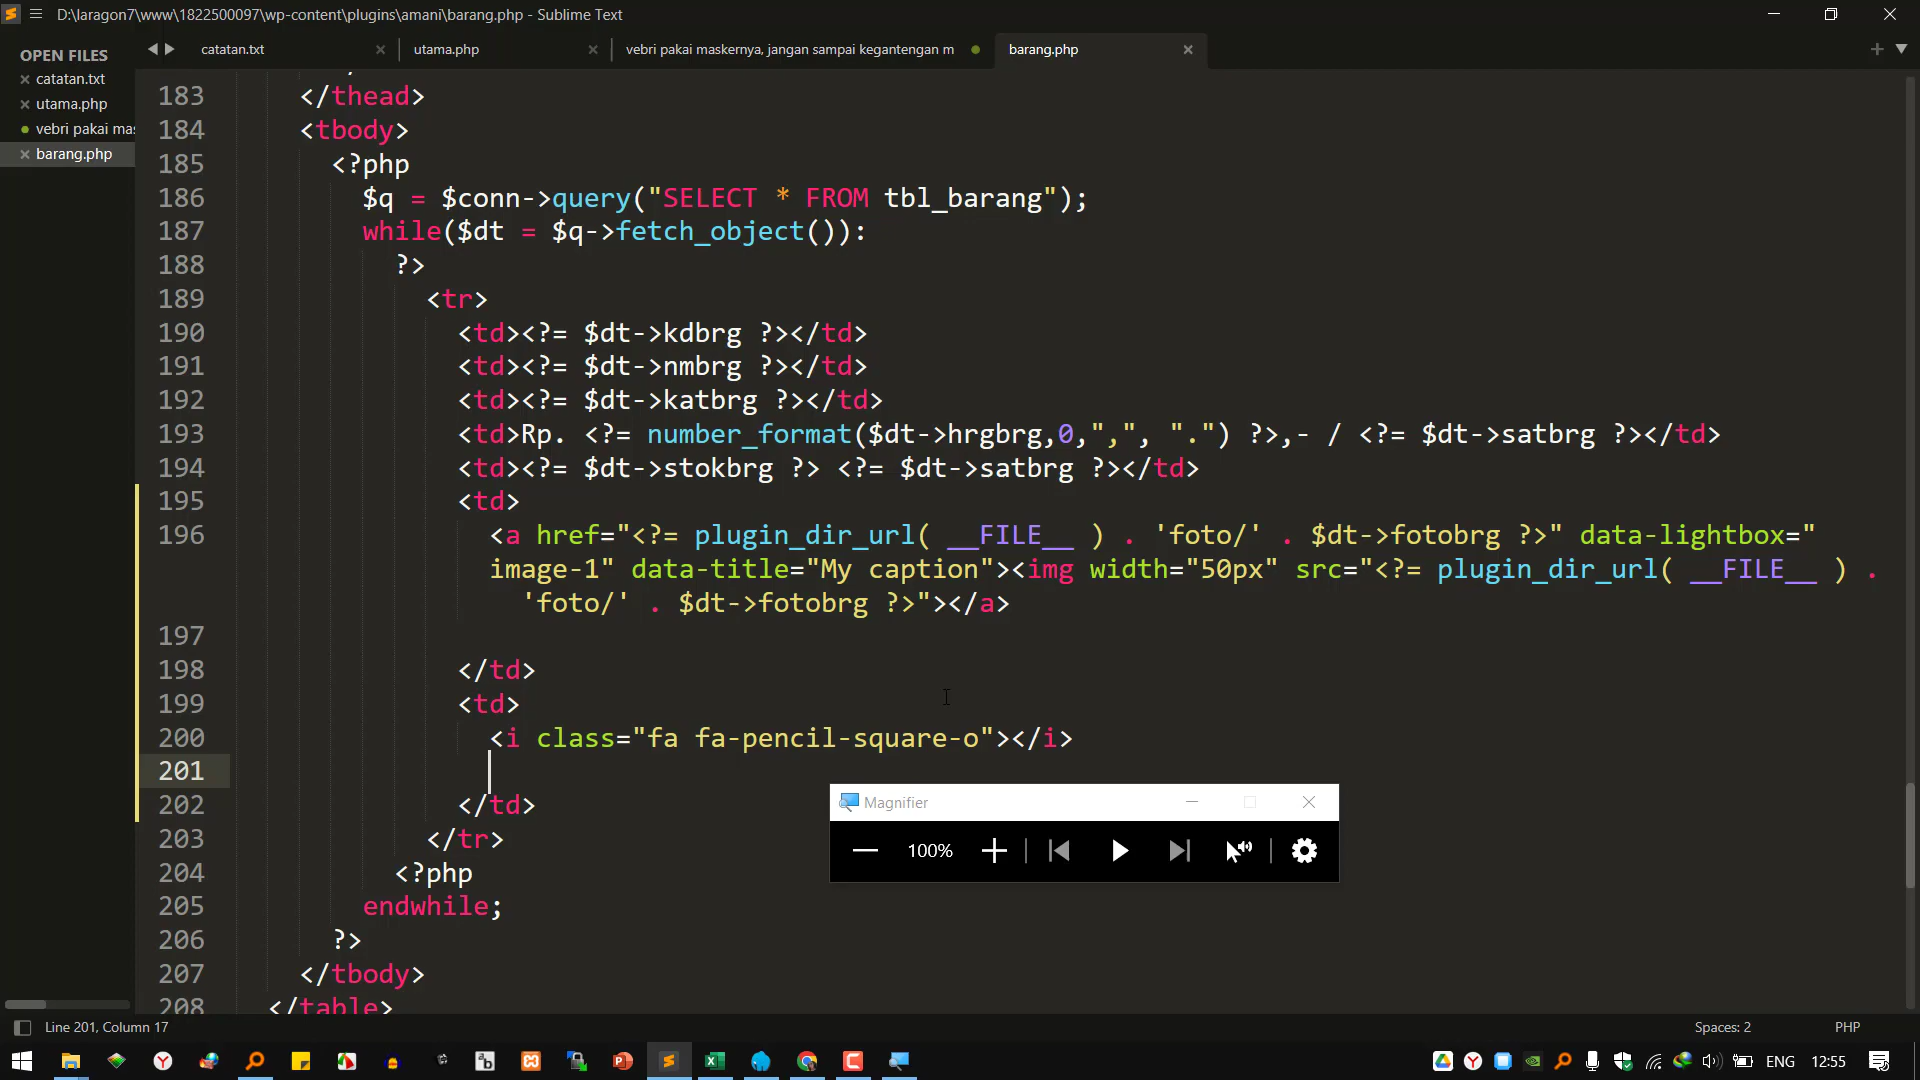 D:\laragon7\www\1822500097\wp-content\plugins\amani\barang.php - Sublime Text
OPEN FILES
catatan.txt
utama.php
vebri pakai mas
barang.php
catatan.txt
utama.php
vebri pakai maskernya, jangan sampai kegantengan m
barang.php
183 </thead>
184 <tbody>
185 <?php
186 $q = $conn->query("SELECT * FROM tbl_barang");
187 while($dt = $q->fetch_object()):
188 ?>
189 <tr>
190 <td><?= $dt->kdbrg ?></td>
191 <td><?= $dt->nmbrg ?></td>
192 <td><?= $dt->katbrg ?></td>
193 <td>Rp. <?= number_format($dt->hrgbrg,0,",", ".") ?>,- / <?= $dt->satbrg ?></td>
194 <td><?= $dt->stokbrg ?> <?= $dt->satbrg ?></td>
195 <td>
196 <a href="<?= plugin_dir_url( __FILE__ ) . 'foto/' . $dt->fotobrg ?>" data-lightbox="
image-1" data-title="My caption"><img width="50px" src="<?= plugin_dir_url( __FILE__ ) .
'foto/' . $dt->fotobrg ?>"></a>
197
198 </td>
199 <td>
200 <i class="fa fa-pencil-square-o"></i>
201
202 </td>
203 </tr>
204 <?php
205 endwhile;
206 ?>
207 </tbody>
208 </table>
Magnifier
100%
Line 201, Column 17
Spaces: 2
PHP
ENG
12:55